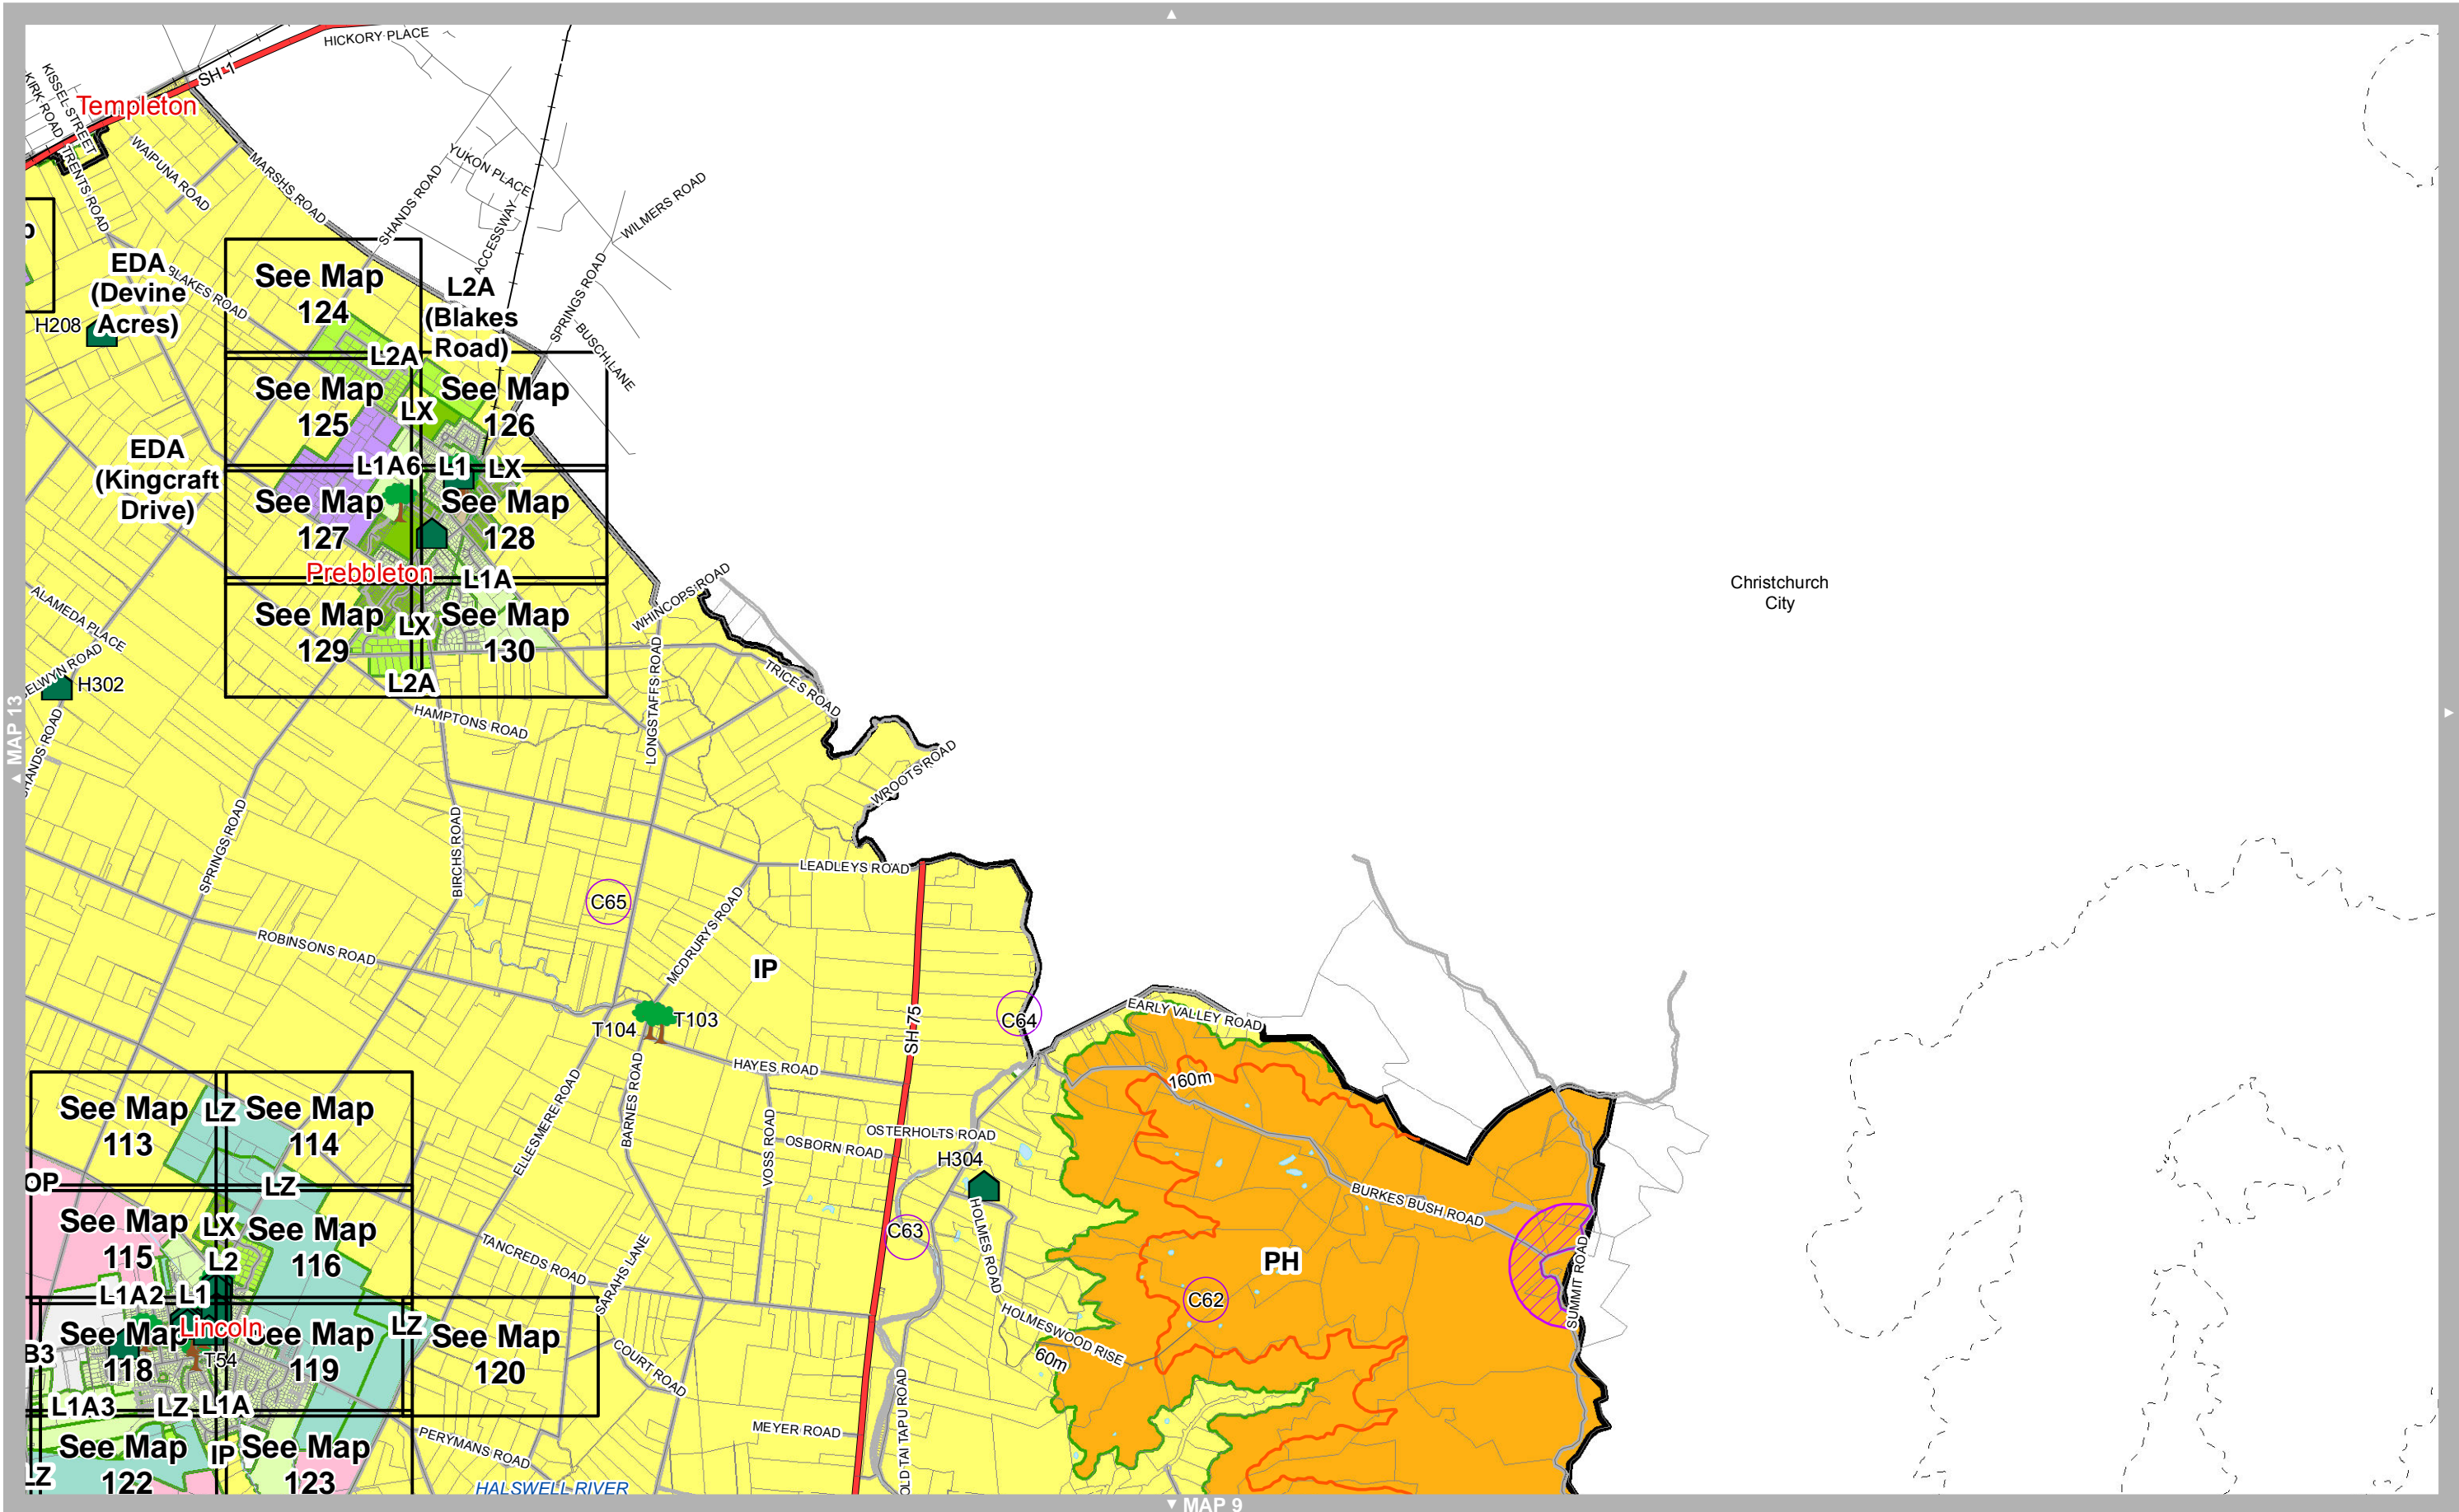 HICKORY PLACE
KISSEL STREET
KIRK ROAD
SH 1
Templeton
TRENTS ROAD
WAIPUNA ROAD
MARSHS ROAD
SHANDS ROAD
YUKON PLACE
ACCESSWAY
WILMERS ROAD
SPRINGS ROAD
BUSCH LANE
EDA
(Devine
Acres)
BLAKES ROAD
H208
See Map
124
L2A
(Blakes
Road)
L2A
See Map
125
LX
See Map
126
EDA
(Kingcraft
Drive)
L1A6
L1
LX
See Map
127
See Map
128
Prebbleton
L1A
See Map
129
LX
See Map
130
L2A
ALAMEDA PLACE
SELWYN ROAD
H302
SHANDS ROAD
MAP 13
HAMPTONS ROAD
WHINCOPS ROAD
LONGSTAFFS ROAD
TRICES ROAD
WROOTS ROAD
Christchurch
City
SPRINGS ROAD
BIRCHS ROAD
LEADLEYS ROAD
C65
ROBINSONS ROAD
MCDRURYS ROAD
IP
SH 75
C64
T104
T103
EARLY VALLEY ROAD
HAYES ROAD
160m
ELLESMERE ROAD
BARNES ROAD
VOSS ROAD
OSBORN ROAD
OSTERHOLTS ROAD
H304
HOLMES ROAD
C63
BURKES BUSH ROAD
PH
C62
SUMMIT ROAD
See Map
113
LZ
See Map
114
OP
LZ
See Map
115
LX
L2
See Map
116
L1A2
L1
TANCREDS ROAD
SARAHS LANE
HOLMESWOOD RISE
60m
B3
See Map
118
Lincoln
T54
See Map
119
LZ
See Map
120
COURT ROAD
L1A3
LZ
L1A
MEYER ROAD
OLD TAI TAPU ROAD
PERYMANS ROAD
LZ
See Map
122
IP
See Map
123
HALSWELL RIVER
MAP 9